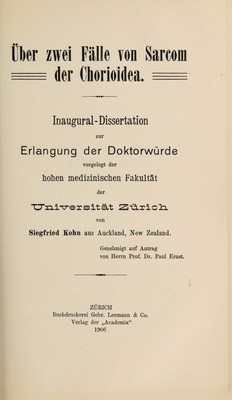 Über zwei Fälle von Sarcom
der Chorioidea.
Inaugural-Dissertation
zur
Erlangung der Doktorwürde
vorgelegt der
hohen medizinischen Fakultät
der
Universität Zürich
von
Siegfried Kohn aus Auckland, New Zealand.
Genehmigt auf Antrag
von Herrn Prof. Dr. Paul Ernst.
ZÜRICH
Buchdruckerei Gebr. Leemann & Co.
Verlag der „Academia"
1906